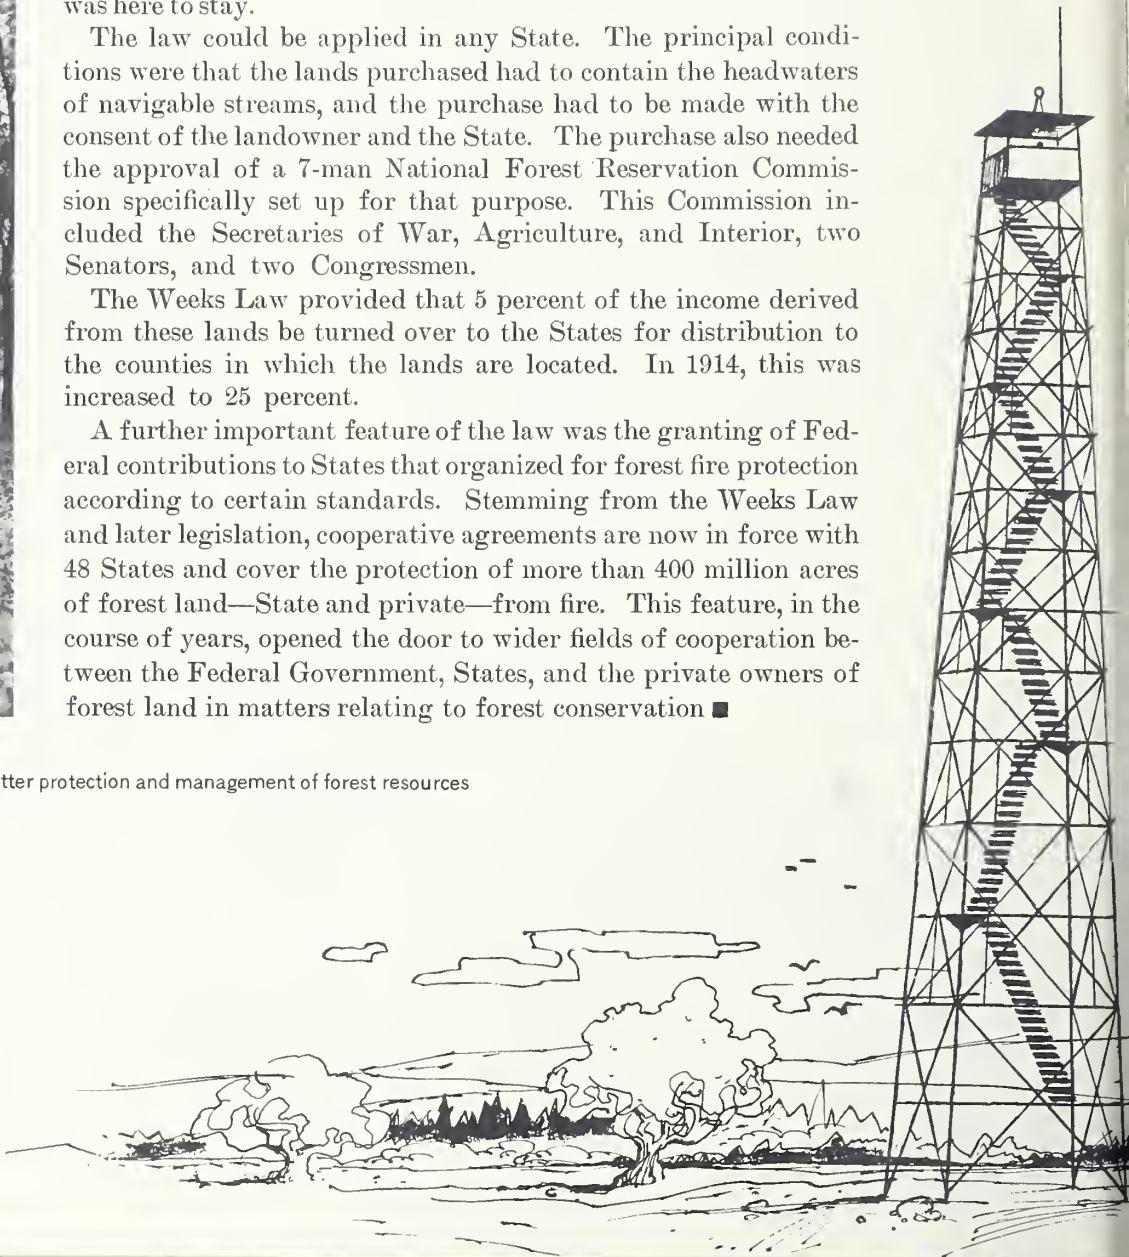 was here to stay.
The law could be applied in any State. The principal condi-
tions were that the lands purchased had to contain the headwaters
of navigable streams, and the purchase had to be made with the
consent of the landowner and the State. The purchase also needed
the approval of a 7-man National Forest Reservation Commis-
sion specifically set up for that purpose. This Commission in-
cluded the Secretaries of War, Agriculture, and Interior, two
Senators, and two Congressmen.
The Weeks Law provided that 5 percent of the income derived
from these lands be turned over to the States for distribution to
the counties in which the lands are located. In 1914, this was
increased to 25 percent.
A further important feature of the law was the granting of Fed-
eral contributions to States that organized for forest fire protection
according to certain standards. Stemming from the Weeks Law
and later legislation, cooperative agreements are now in force with
48 States and cover the protection of more than 400 million acres
of forest land—State and private—from fire. This feature, in the
course of years, opened the door to wider fields of cooperation be-
tween the Federal Government, States, and the private owners of
forest land in matters relating to forest conservation ■
tter protection and management of forest resources